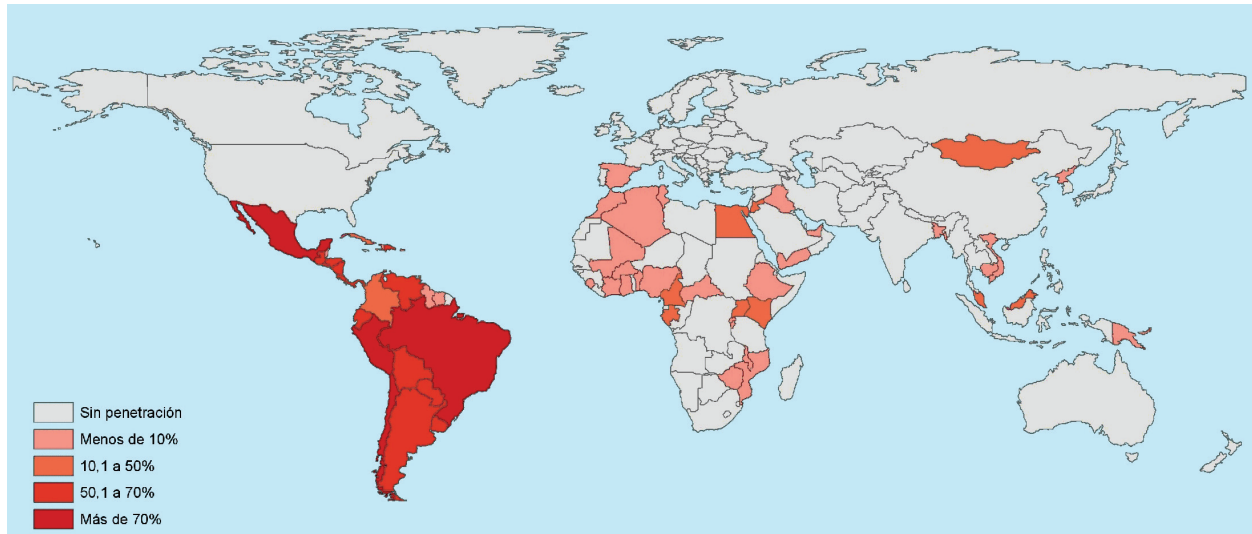 Sin penetración
Menos de 10%
10,1 a 50%
50,1 a 70%
Más de 70%